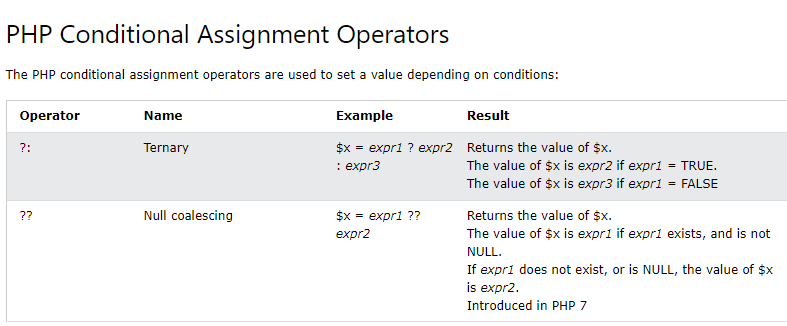 PHP Conditional Assignment Operators
The PHP conditional assignment operators are used to set a value depending on conditions:
Operator Name Example Result
?: Ternary $x = expr1 ? expr2 Returns the value of $x.
: expr3 The value of $x is expr2 if expr1 = TRUE.
The value of $x is expr3 if expr1 = FALSE
?? Null coalescing $x = expr1 ?? Returns the value of $x.
expr2 The value of $x is expr1 if expr1 exists, and is not
NULL.
If expr1 does not exist, or is NULL, the value of $x
is expr2.
Introduced in PHP 7